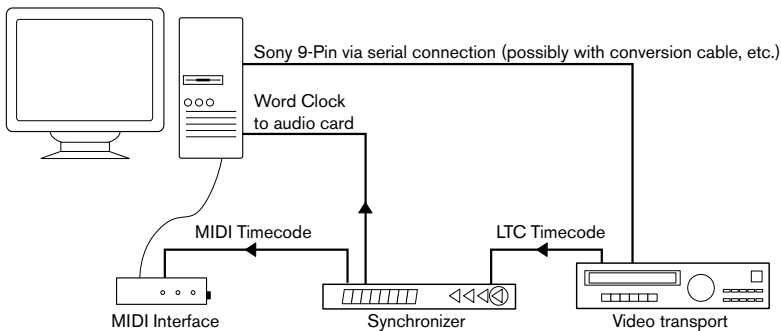 Sony 9-Pin via serial connection (possibly with conversion cable, etc.)
Word Clock
to audio card
MIDI Timecode
LTC Timecode
MIDI Interface
Synchronizer
Video transport